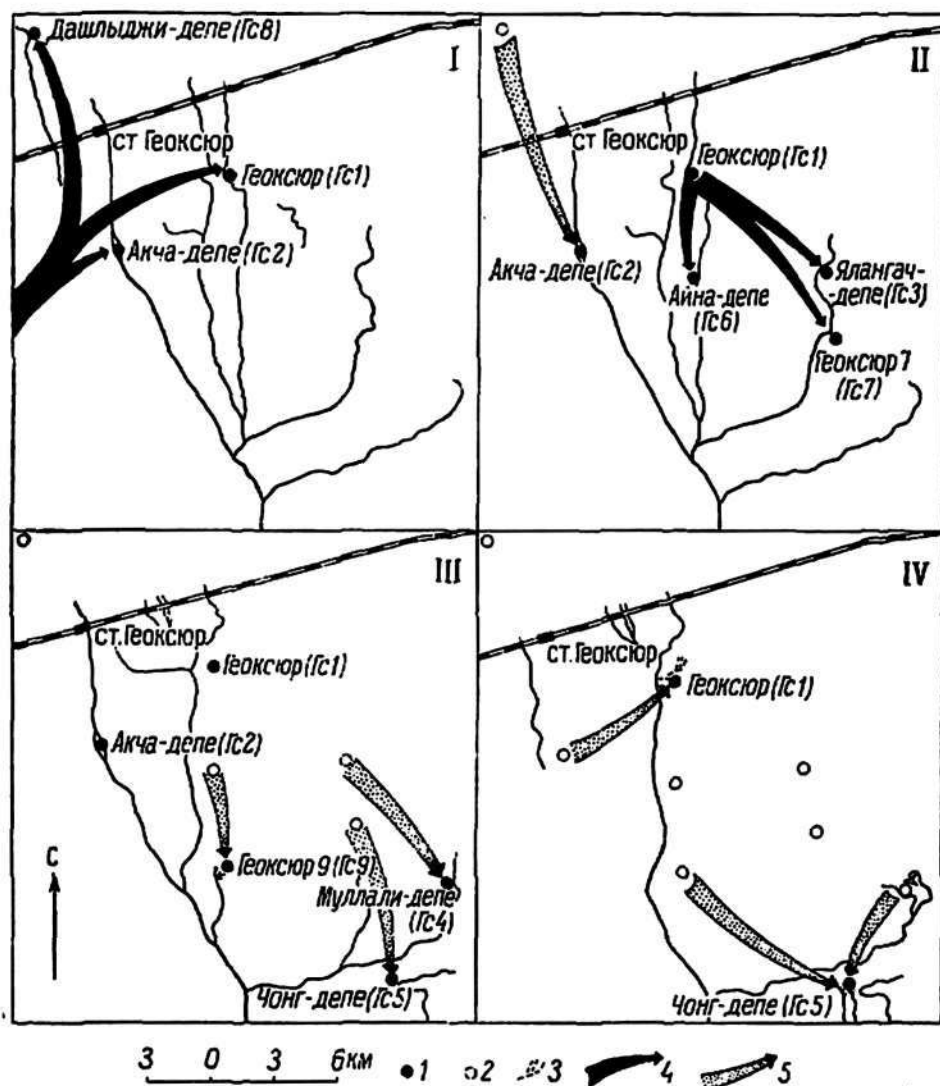 Дашлыджи-депе(Гс8)
I
ст Геоксюр
Геоксюр(Гс1)
Акча-депе(Гс2)
II
ст Геоксюр
Геоксюр(Гс1)
Акча-депе(Гс2)
Айна-депе
(Гс6)
Ялангач-
депе(Гс3)
Геоксюр 7
(Гс7)
III
ст.Геоксюр
Геоксюр(Гс1)
Акча-депе(Гс2)
С
Геоксюр 9(Гс9)
Муллали-депе
(Гс4)
Чонг-депе(Гс5)
IV
ст.Геоксюр
Геоксюр(Гс1)
Чонг-депе(Гс5)
3 0 3 6 км 1 2 3 4 5